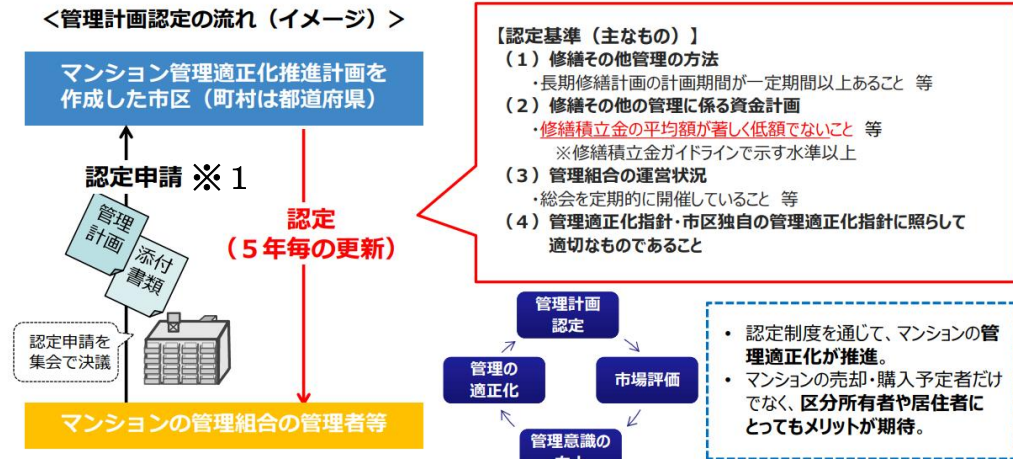 ＜管理計画認定の流れ（イメージ）＞
マンション管理適正化推進計画を
作成した市区（町村は都道府県）
認定申請 ※１
管理
計画
添付
書類
認定申請を
集会で決議
認定
（５年毎の更新）
マンションの管理組合の管理者等
【認定基準（主なもの）】
（１）修繕その他管理の方法
・長期修繕計画の計画期間が一定期間以上あること 等
（２）修繕その他の管理に係る資金計画
・修繕積立金の平均額が著しく低額でないこと 等
※修繕積立金ガイドラインで示す水準以上
（３）管理組合の運営状況
・総会を定期的に開催していること 等
（４）管理適正化指針・市区独自の管理適正化指針に照らして
適切なものであること
管理計画
認定
管理の
適正化
市場評価
管理意識の
• 認定制度を通じて、マンションの管
理適正化が推進。
• マンションの売却・購入予定者だけ
でなく、区分所有者や居住者に
とってもメリットが期待。